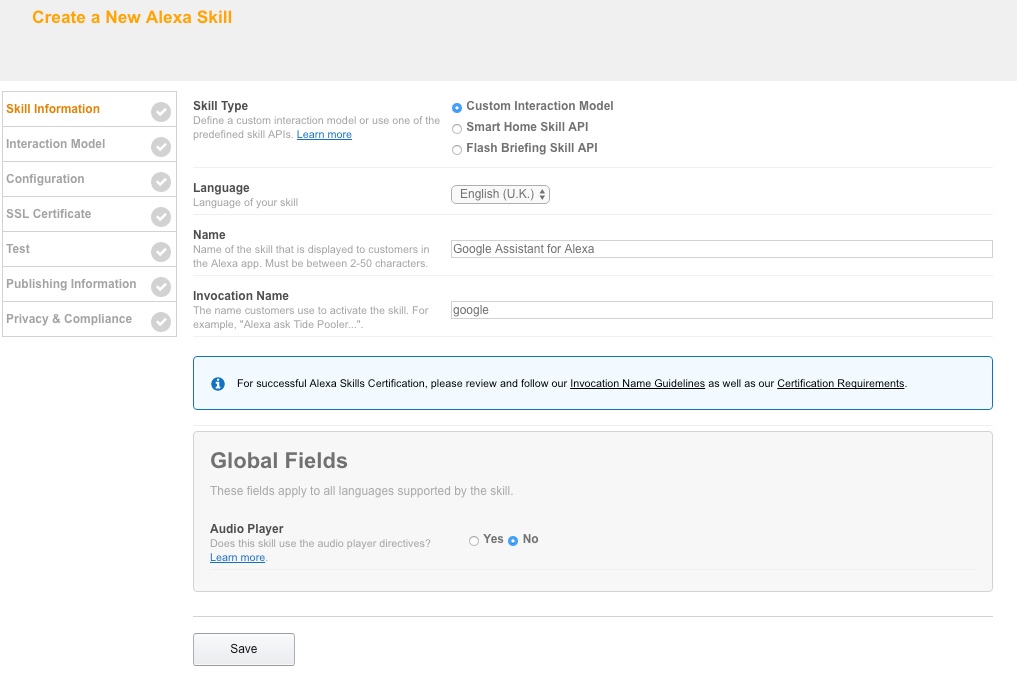 Create a New Alexa Skill
Skill Information
Interaction Model
Configuration
SSL Certificate
Test
Publishing Information
Privacy & Compliance
Skill Type
Define a custom interaction model or use one of the
predefined skill APIs. Learn more
Custom Interaction Model
Smart Home Skill API
Flash Briefing Skill API
Language
Language of your skill
English (U.K.)
Name
Name of the skill that is displayed to customers in
the Alexa app. Must be between 2-50 characters.
Google Assistant for Alexa
Invocation Name
The name customers use to activate the skill. For
example, "Alexa ask Tide Pooler...".
google
For successful Alexa Skills Certification, please review and follow our Invocation Name Guidelines as well as our Certification Requirements.
Global Fields
These fields apply to all languages supported by the skill.
Audio Player
Does this skill use the audio player directives?
Learn more.
Yes No
Save